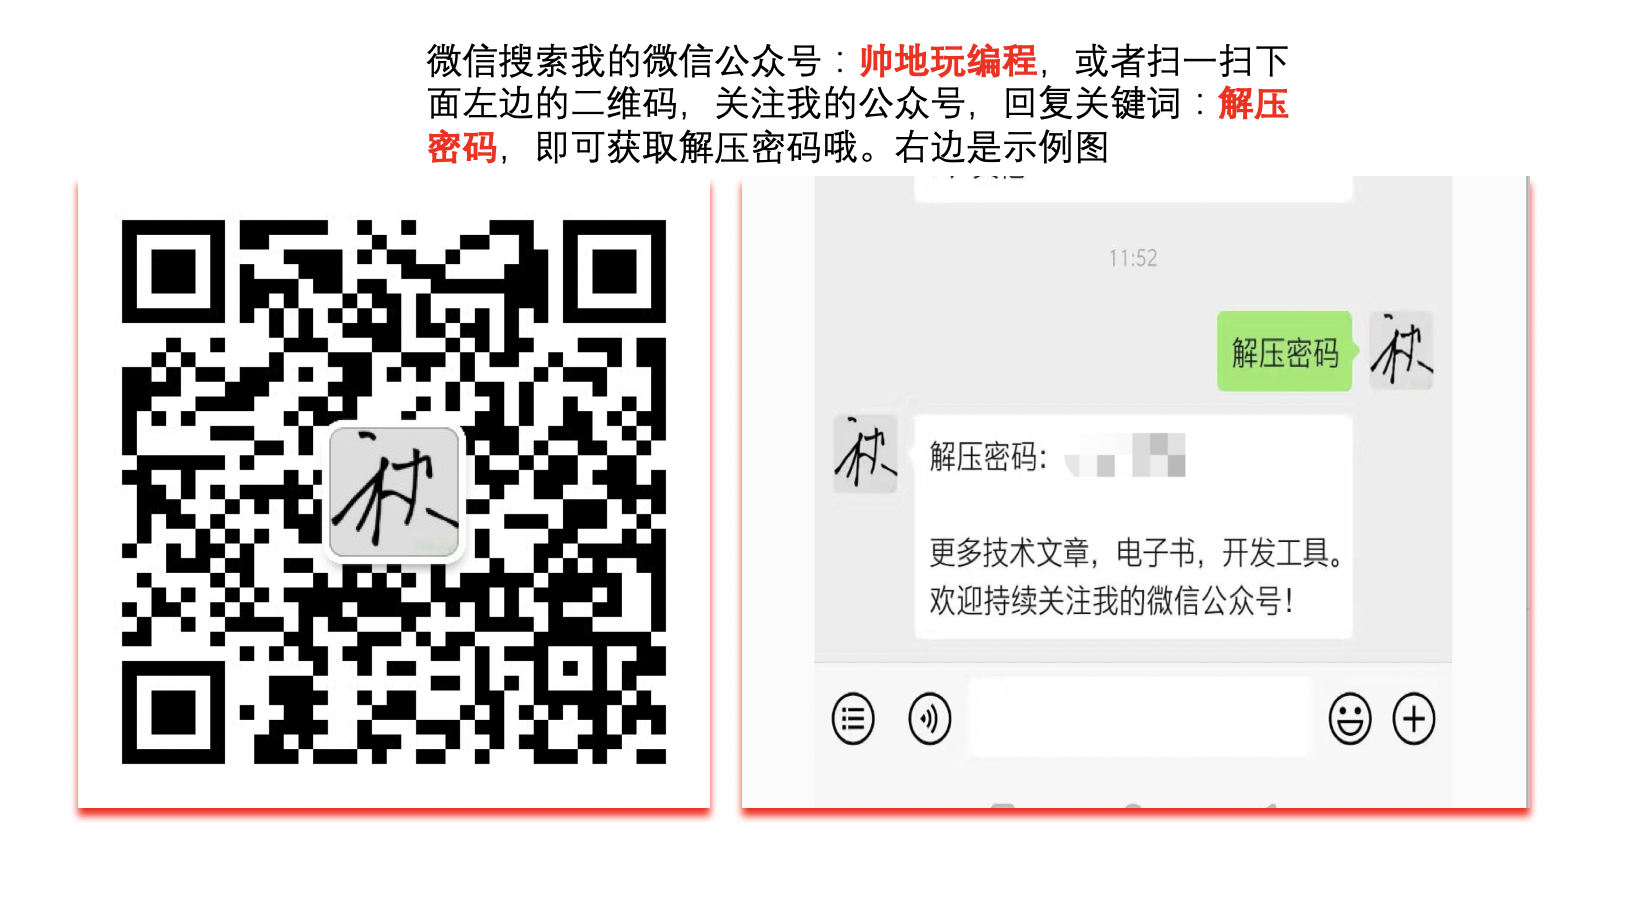 微信搜索我的微信公众号：帅地玩编程，或者扫一扫下
面左边的二维码，关注我的公众号，回复关键词：解压
密码，即可获取解压密码哦。右边是示例图
11:52
解压密码
解压密码：
更多技术文章，电子书，开发工具。
欢迎持续关注我的微信公众号！